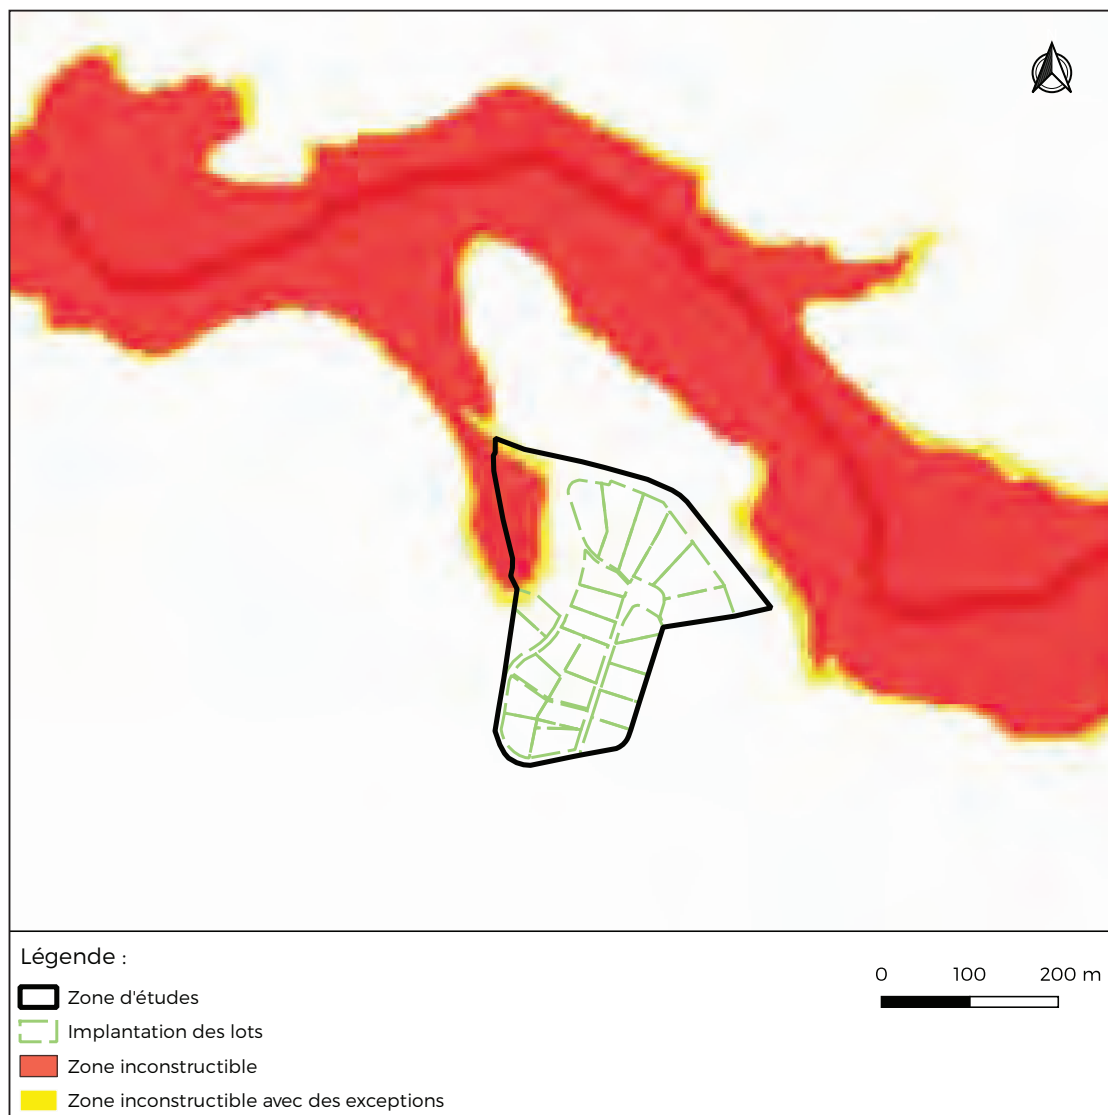 Légende :
0 100 200 m
Zone d'études
Implantation des lots
Zone inconstructible
Zone inconstructible avec des exceptions